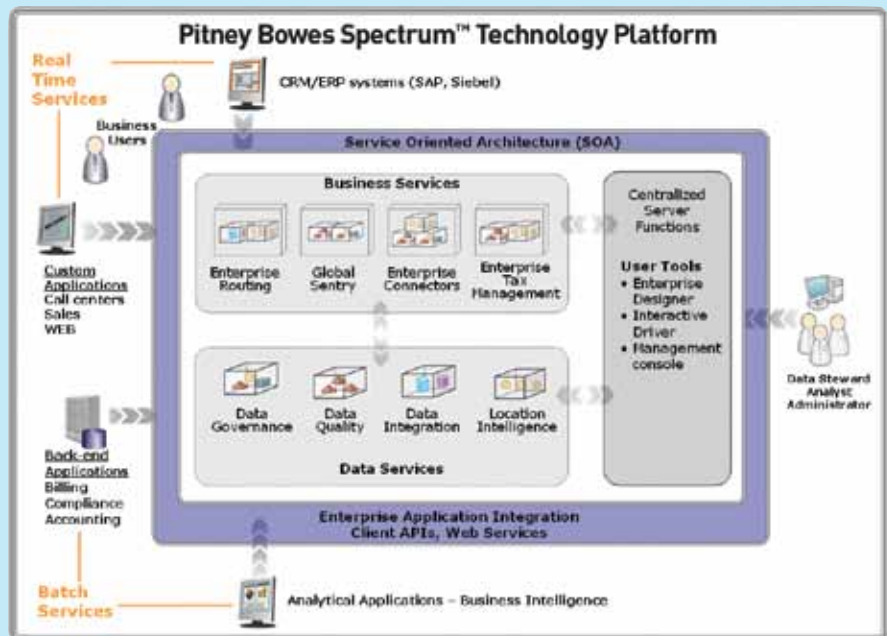 Pitney Bowes Spectrum™ Technology Platform
Real
Time
Services
CRM/ERP systems (SAP, Siebel)
Business
Users
Service Oriented Architecture (SOA)
Business Services
Enterprise
Routing
Global
Sentry
Enterprise
Connectors
Enterprise
Tax
Management
Centralized
Server
Functions
User Tools
• Enterprise
Designer
• Interactive
Driver
• Management
console
Custom
Applications
Call centers
Sales
WEB
Data
Governance
Data
Quality
Data
Integration
Location
Intelligence
Data Services
Data Steward
Analyst
Administrator
Back-end
Applications
Billing
Compliance
Accounting
Enterprise Application Integration
Client APIs, Web Services
Batch
Services
Analytical Applications – Business Intelligence